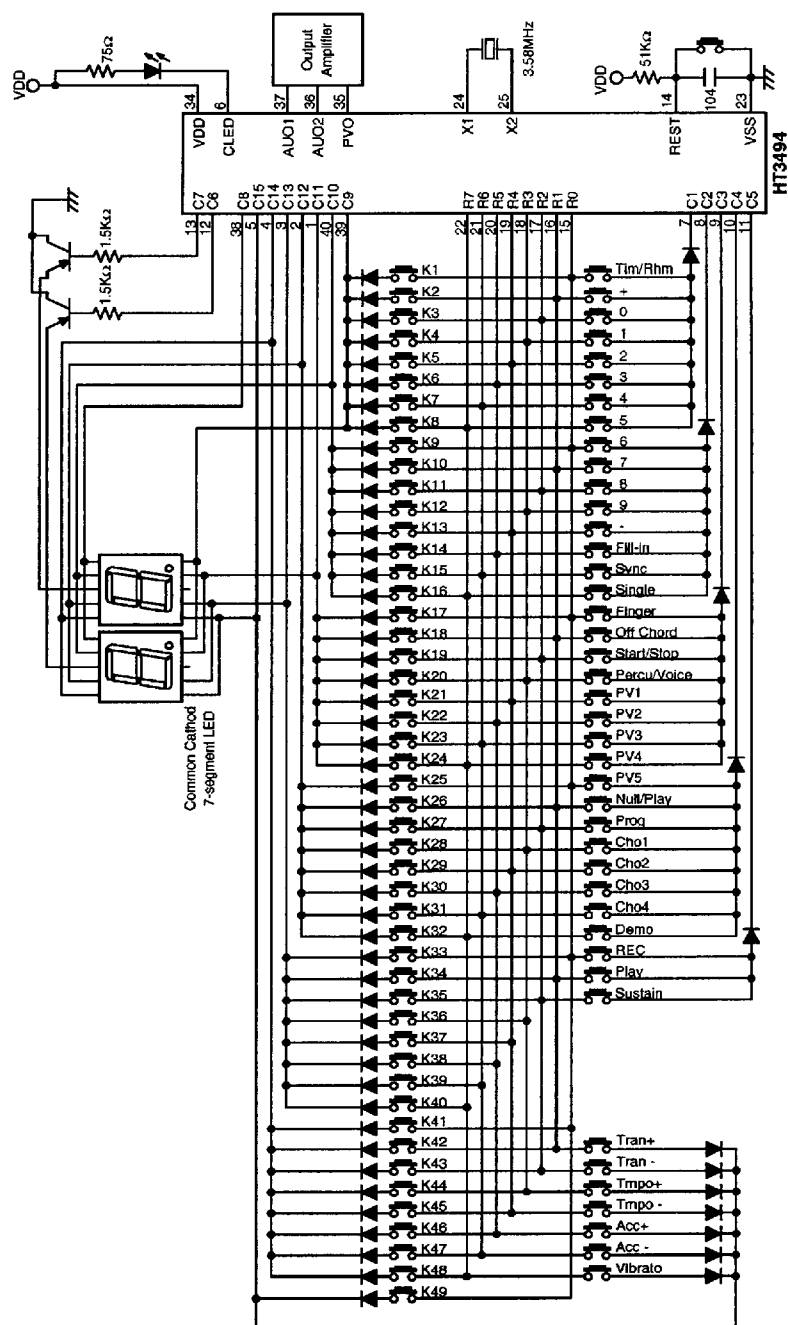 VDD
75Ω
Output
Amplifier
3.58MHz
VDD
51KΩ
104
34
6
37
36
35
24
25
14
23
VDD
CLED
AUO1
AUO2
PVO
X1
X2
REST
VSS
HT3494
C7
C6
C8
C15
C14
C13
C12
C11
C10
C9
R7
R6
R5
R4
R3
R2
R1
R0
C1
C2
C3
C4
C5
13
12
38
5
4
3
2
1
40
39
22
21
20
19
18
17
16
15
7
8
9
10
11
1.5KΩ
1.5KΩ
Common Cathod
7-segment LED
K1
K2
K3
K4
K5
K6
K7
K8
K9
K10
K11
K12
K13
K14
K15
K16
K17
K18
K19
K20
K21
K22
K23
K24
K25
K26
K27
K28
K29
K30
K31
K32
K33
K34
K35
K36
K37
K38
K39
K40
K41
K42
K43
K44
K45
K46
K47
K48
K49
Tim/Rhm
+
0
1
2
3
4
5
6
7
8
9
-
Fill-in
Sync
Single
Finger
Off Chord
Start/Stop
Percu/Voice
PV1
PV2
PV3
PV4
PV5
Null/Play
Prog
Cho1
Cho2
Cho3
Cho4
Demo
REC
Play
Sustain
Tran+
Tran -
Tmpo+
Tmpo -
Acc+
Acc -
Vibrato